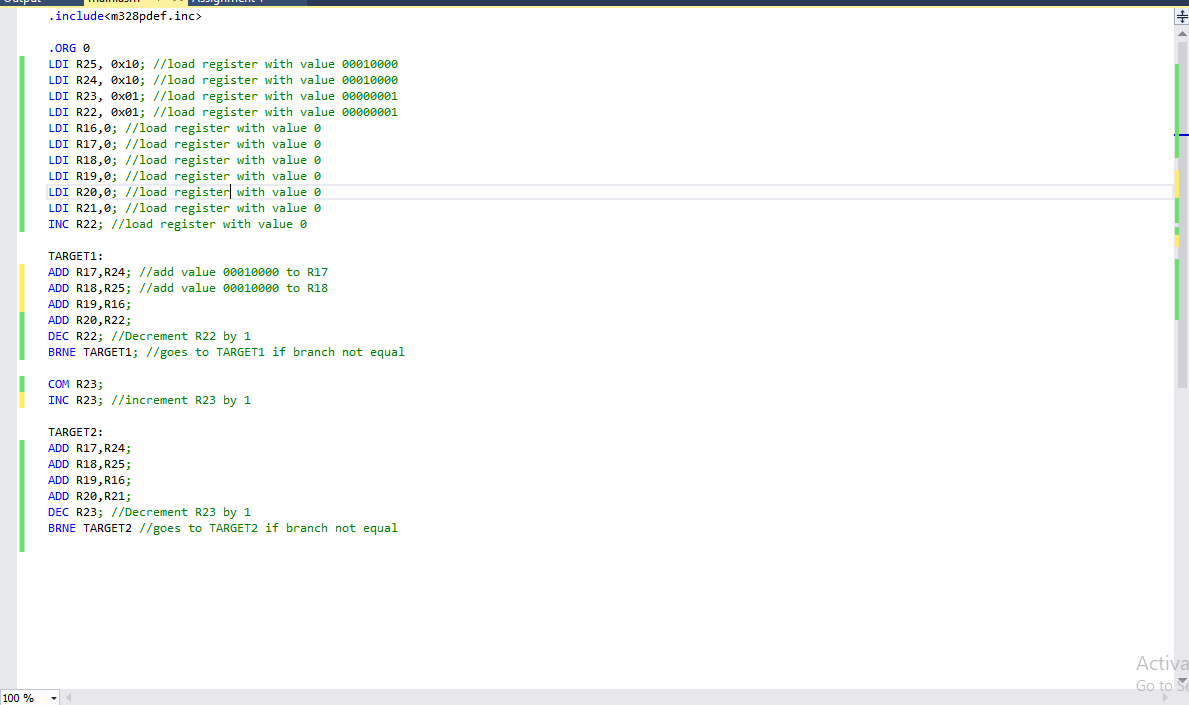 .include<m328pdef.inc>
.ORG 0
LDI R25, 0x10; //load register with value 00010000
LDI R24, 0x10; //load register with value 00010000
LDI R23, 0x01; //load register with value 00000001
LDI R22, 0x01; //load register with value 00000001
LDI R16,0; //load register with value 0
LDI R17,0; //load register with value 0
LDI R18,0; //load register with value 0
LDI R19,0; //load register with value 0
LDI R20,0; //load register with value 0
LDI R21,0; //load register with value 0
INC R22; //load register with value 0
TARGET1:
ADD R17,R24; //add value 00010000 to R17
ADD R18,R25; //add value 00010000 to R18
ADD R19,R16;
ADD R20,R22;
DEC R22; //Decrement R22 by 1
BRNE TARGET1; //goes to TARGET1 if branch not equal
COM R23;
INC R23; //increment R23 by 1
TARGET2:
ADD R17,R24;
ADD R18,R25;
ADD R19,R16;
ADD R20,R21;
DEC R23; //Decrement R23 by 1
BRNE TARGET2 //goes to TARGET2 if branch not equal
Activa
Go to Se
100 %